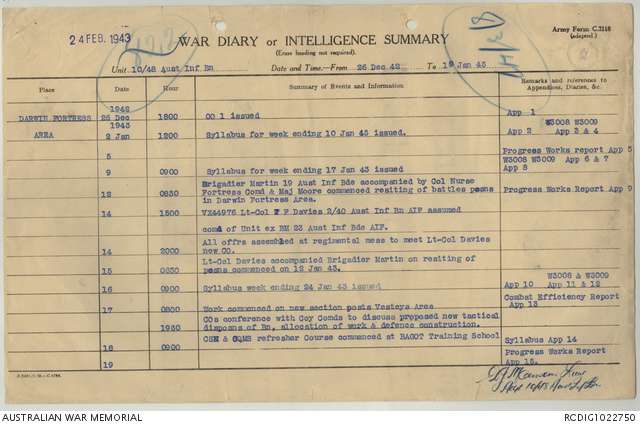 24 FEB. 1943
WAR DIARY or INTELLIGENCE SUMMARY
(Erase heading not required).
Army Form C.2118
(adapted.)
Unit 10/48 Aust Inf Bn Date and Time.—From 26 Dec 42 To 19 Jan 43
Place Date Hour Summary of Events and Information Remarks and references to Appendices, Diaries, &c.
1942
DARWIN FORTRESS 26 Dec 1800 OO 1 issued App 1
1943 W3008 W3009
AREA 2 Jan 1200 Syllabus for week ending 10 Jan 43 issued. App 2 App 3 & 4
5 Progress Works report App 5
W3008 W3009 App 6 & 7
9 0900 Syllabus for week ending 17 Jan 43 issued App 8
Brigadier Martin 19 Aust Inf Bde accompanied by Col Nurse
12 0830 Fortress Comd & Maj Moore commenced resiting of battles posns Progress Works Report App 9
in Darwin Fortress Area.
14 1500 VX44976 Lt-Col F F Davies 2/40 Aust Inf Bn AIF assumed
comd of Unit ex BM 23 Aust Inf Bde AIF.
All offrs assembled at regimental mess to meet Lt-Col Davies
14 2000 now CO.
Lt-Col Davies accompanied Brigadier Martin on resiting of
15 0830 posns commenced on 12 Jan 43.
W3008 & W3009
16 0900 Syllabus week ending 24 Jan 43 issued App 10 App 11 & 12
Combat Efficiency Report
17 0800 Work commenced on new section posts Vesteys Area App 13
COs conference with Coy Comds to discuss proposed new tactical
1930 disposns of Bn, allocation of work & defence construction.
18 0900 CSM & CQMS refresher Course commenced at BAGOT Training School Syllabus App 14
Progress Works Report
19 App 15.
AUSTRALIAN WAR MEMORIAL
RCDIG1022750